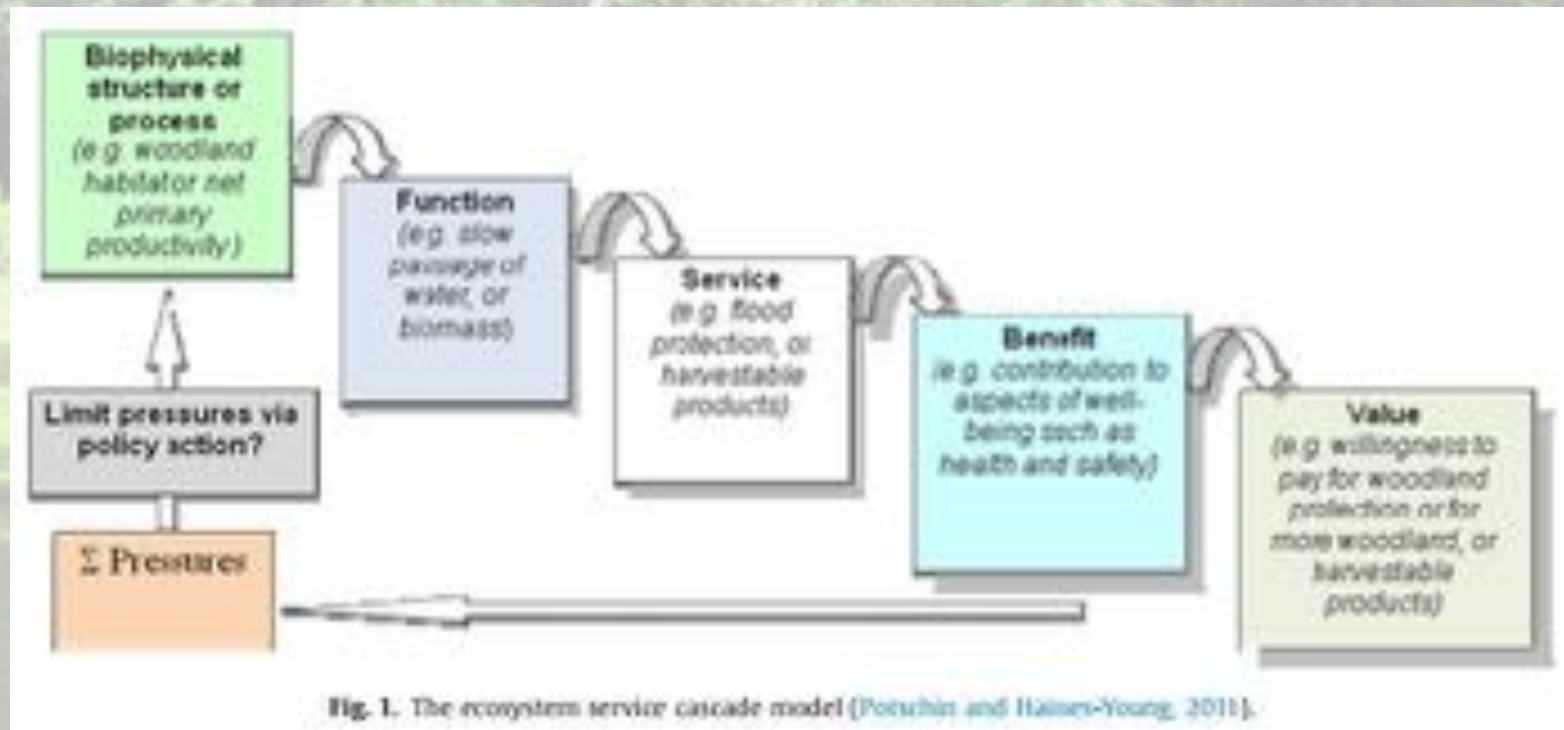 Biophysical
structure or
process
(e.g. woodland
habitator net
primary
productivity)
Function
(e.g. slow
passage of
water, or
biomass)
Service
(e.g. flood
protection, or
harvestable
products)
Benefit
(e.g. contribution to
aspects of well-
being such as
health and safety)
Value
(e.g. willingness to
pay for woodland
protection or for
more woodland, or
harvestable
products)
Limit pressures via
policy action?
Σ Pressures
Fig. 1. The ecosystem service cascade model (Potschin and Haines-Young, 2011).